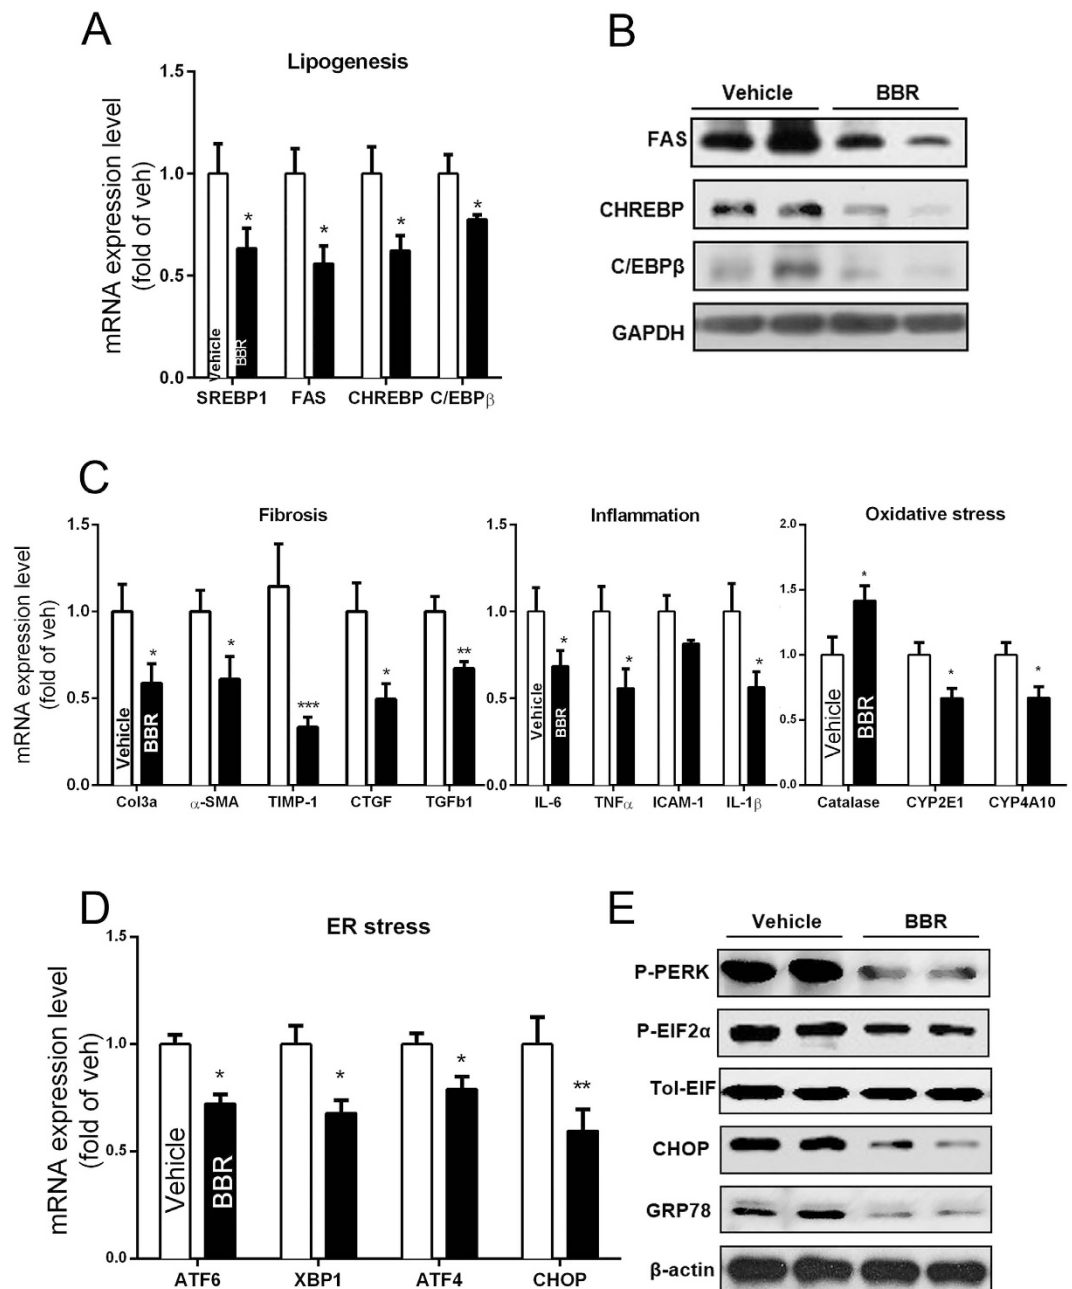 A
Lipogenesis
mRNA expression level
(fold of veh)
1.5
1.0
0.5
0.0
* * * *
Vehicle
BBR
SREBP1 FAS CHREBP C/EBPβ
B
Vehicle BBR
FAS
CHREBP
C/EBPβ
GAPDH
C
Fibrosis
mRNA expression level
(fold of veh)
1.5
1.0
0.5
0.0
* * *** * **
Vehicle
BBR
Col3a α-SMA TIMP-1 CTGF TGFb1
Inflammation
1.5
1.0
0.5
0.0
* * *
Vehicle
BBR
IL-6 TNFα ICAM-1 IL-1β
Oxidative stress
2.0
1.5
1.0
0.5
0.0
* * *
Vehicle
BBR
Catalase CYP2E1 CYP4A10
D
ER stress
mRNA expression level
(fold of veh)
1.5
1.0
0.5
0.0
* * * **
Vehicle
BBR
ATF6 XBP1 ATF4 CHOP
E
Vehicle BBR
P-PERK
P-EIF2α
Tol-EIF
CHOP
GRP78
β-actin